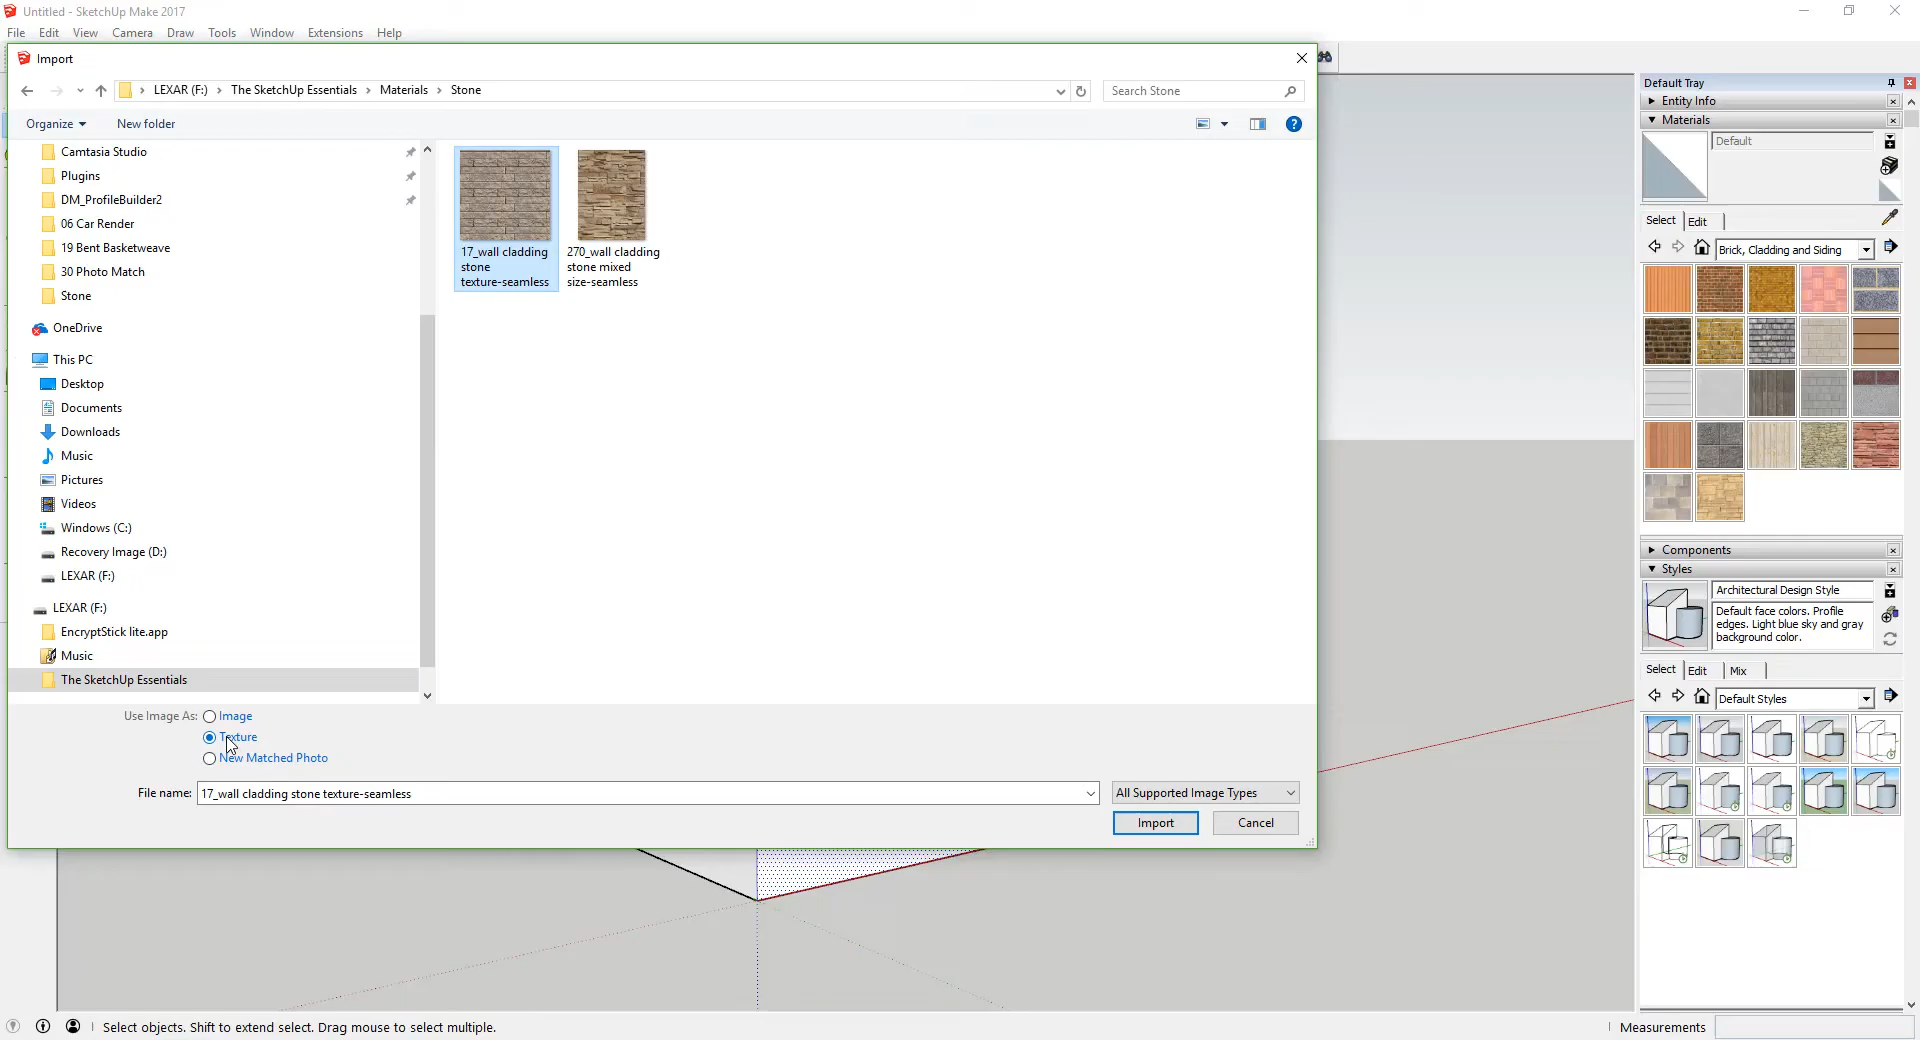 Untitled - SketchUp Make 2017
File Edit View Camera Draw Tools Window Extensions Help
Import
LEXAR (F:) › The SketchUp Essentials › Materials › Stone
Search Stone
Organize
New folder
Camtasia Studio
Plugins
DM_ProfileBuilder2
06 Car Render
19 Bent Basketweave
30 Photo Match
Stone
OneDrive
This PC
Desktop
Documents
Downloads
Music
Pictures
Videos
Windows (C:)
Recovery Image (D:)
LEXAR (F:)
LEXAR (F:)
EncryptStick lite.app
Music
The SketchUp Essentials
17_wall cladding
stone
texture-seamless
270_wall cladding
stone mixed
size-seamless
Use Image As: Image
Texture
New Matched Photo
File name: 17_wall cladding stone texture-seamless
All Supported Image Types
Import
Cancel
Default Tray
Entity Info
Materials
Default
Select Edit
Brick, Cladding and Siding
Components
Styles
Architectural Design Style
Default face colors. Profile
edges. Light blue sky and gray
background color.
Select Edit Mix
Default Styles
Select objects. Shift to extend select. Drag mouse to select multiple.
Measurements